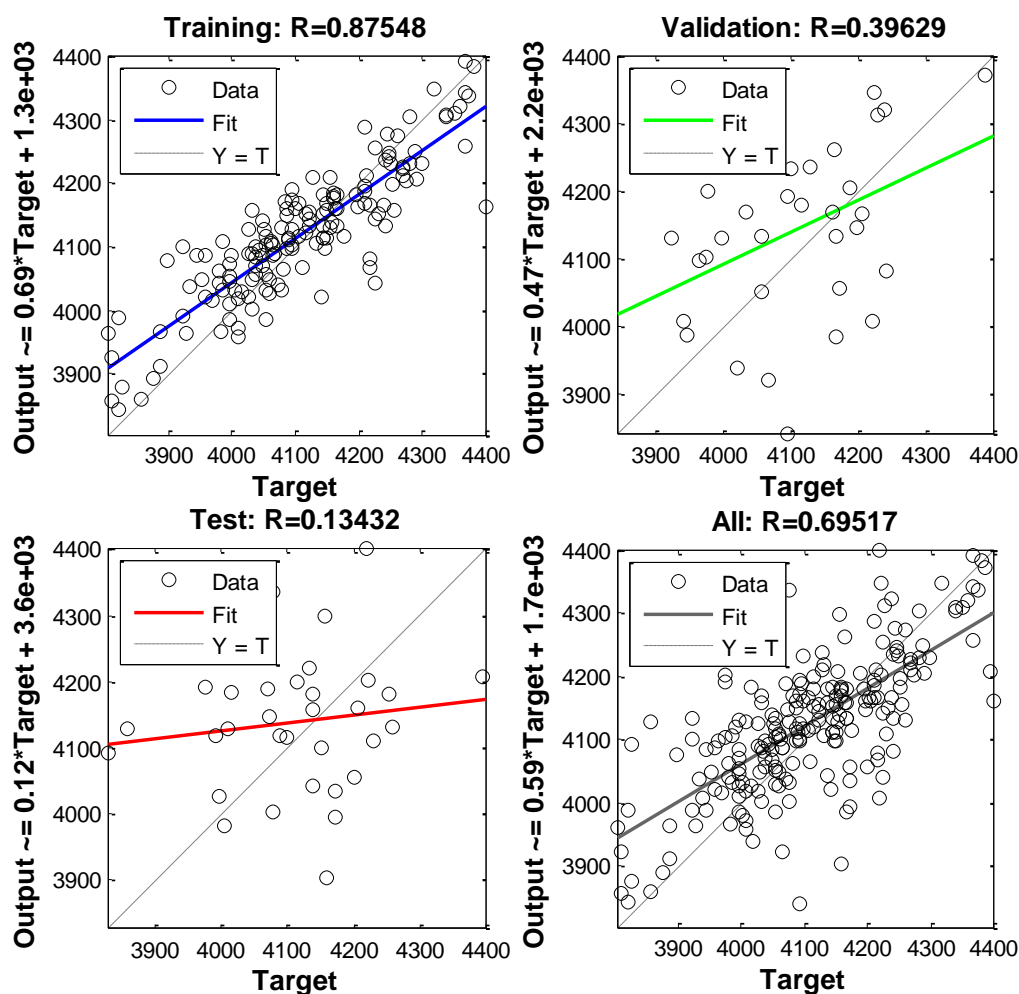 Training: R=0.87548
Output ~= 0.69*Target + 1.3e+03
4400
4300
4200
4100
4000
3900
Data
Fit
Y = T
3900 4000 4100 4200 4300 4400
Target
Validation: R=0.39629
Output ~= 0.47*Target + 2.2e+03
4400
4300
4200
4100
4000
3900
Data
Fit
Y = T
3900 4000 4100 4200 4300 4400
Target
Test: R=0.13432
Output ~= 0.12*Target + 3.6e+03
4400
4300
4200
4100
4000
3900
Data
Fit
Y = T
3900 4000 4100 4200 4300 4400
Target
All: R=0.69517
Output ~= 0.59*Target + 1.7e+03
4400
4300
4200
4100
4000
3900
Data
Fit
Y = T
3900 4000 4100 4200 4300 4400
Target